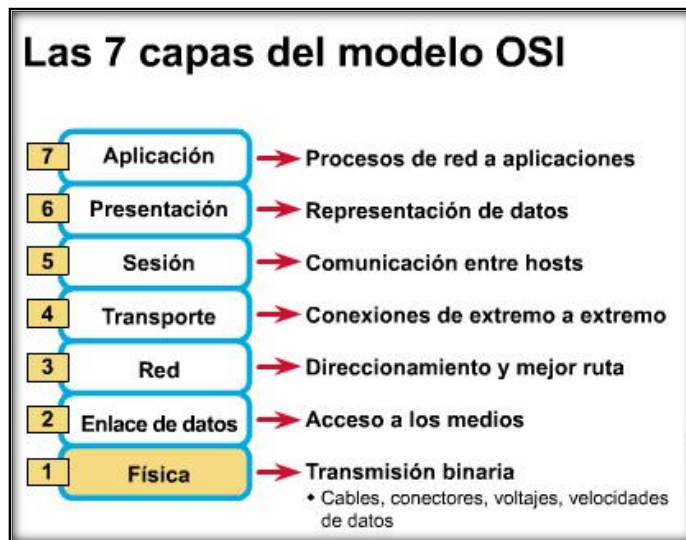 Las 7 capas del modelo OSI
7 Aplicación Procesos de red a aplicaciones
6 Presentación Representación de datos
5 Sesión Comunicación entre hosts
4 Transporte Conexiones de extremo a extremo
3 Red Direccionamiento y mejor ruta
2 Enlace de datos Acceso a los medios
1 Física Transmisión binaria
• Cables, conectores, voltajes, velocidades
de datos